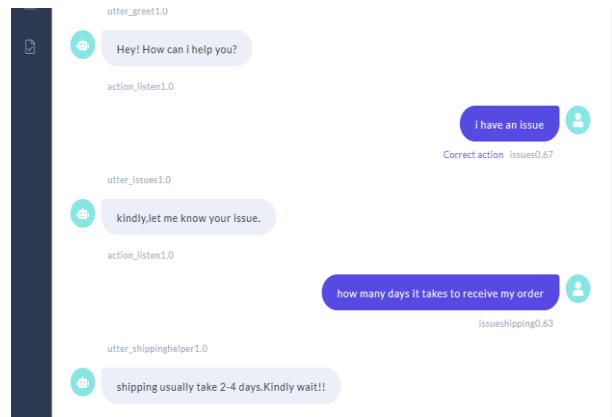 utter_greet1.0
Hey! How can i help you?
action_listen1.0
i have an issue
Correct action issues0.67
utter_issues1.0
kindly,let me know your issue.
action_listen1.0
how many days it takes to receive my order
issueshipping0.63
utter_shippinghelper1.0
shipping usually take 2-4 days.Kindly wait!!